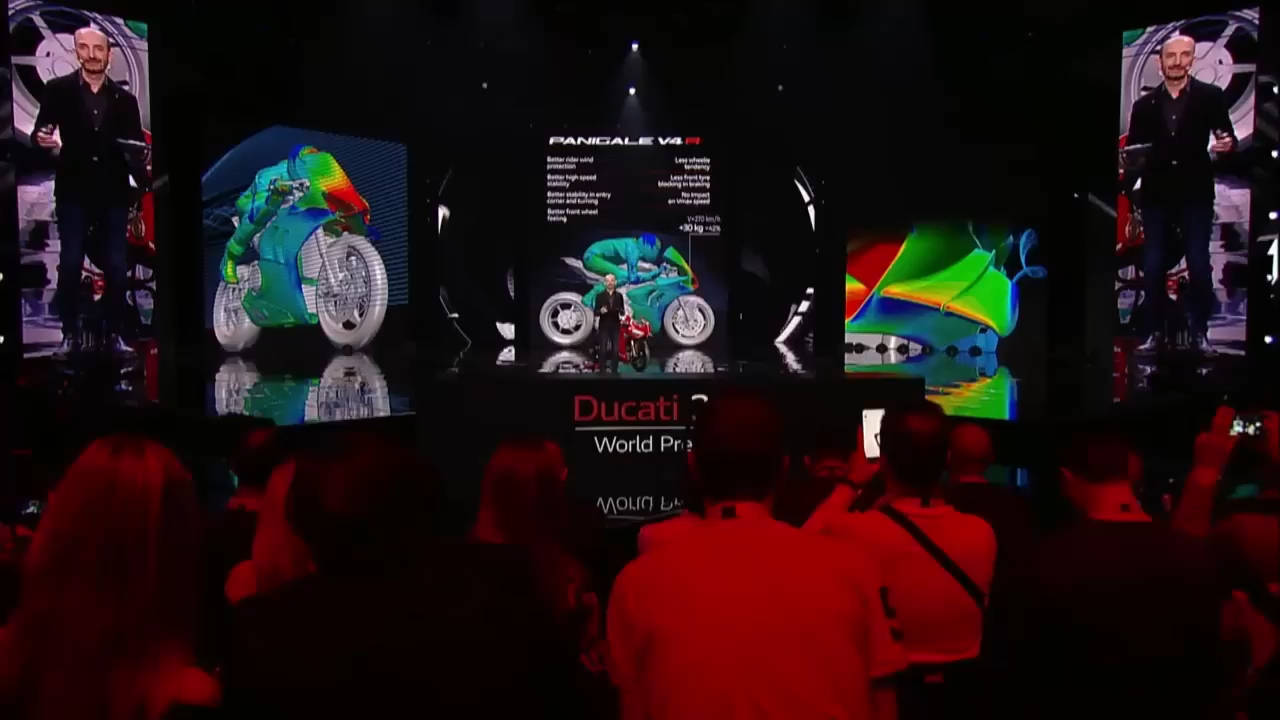 PANIGALE V4 R
Better rider wind
protection
Better high speed
stability
Better stability in entry
corner and turning
Better front wheel
feeling
Less wheelie
tendency
Less front tyre
blocking in braking
No impact
on Vmax speed
V=270 km/h
+30 kg +42%
Ducati
World Pre